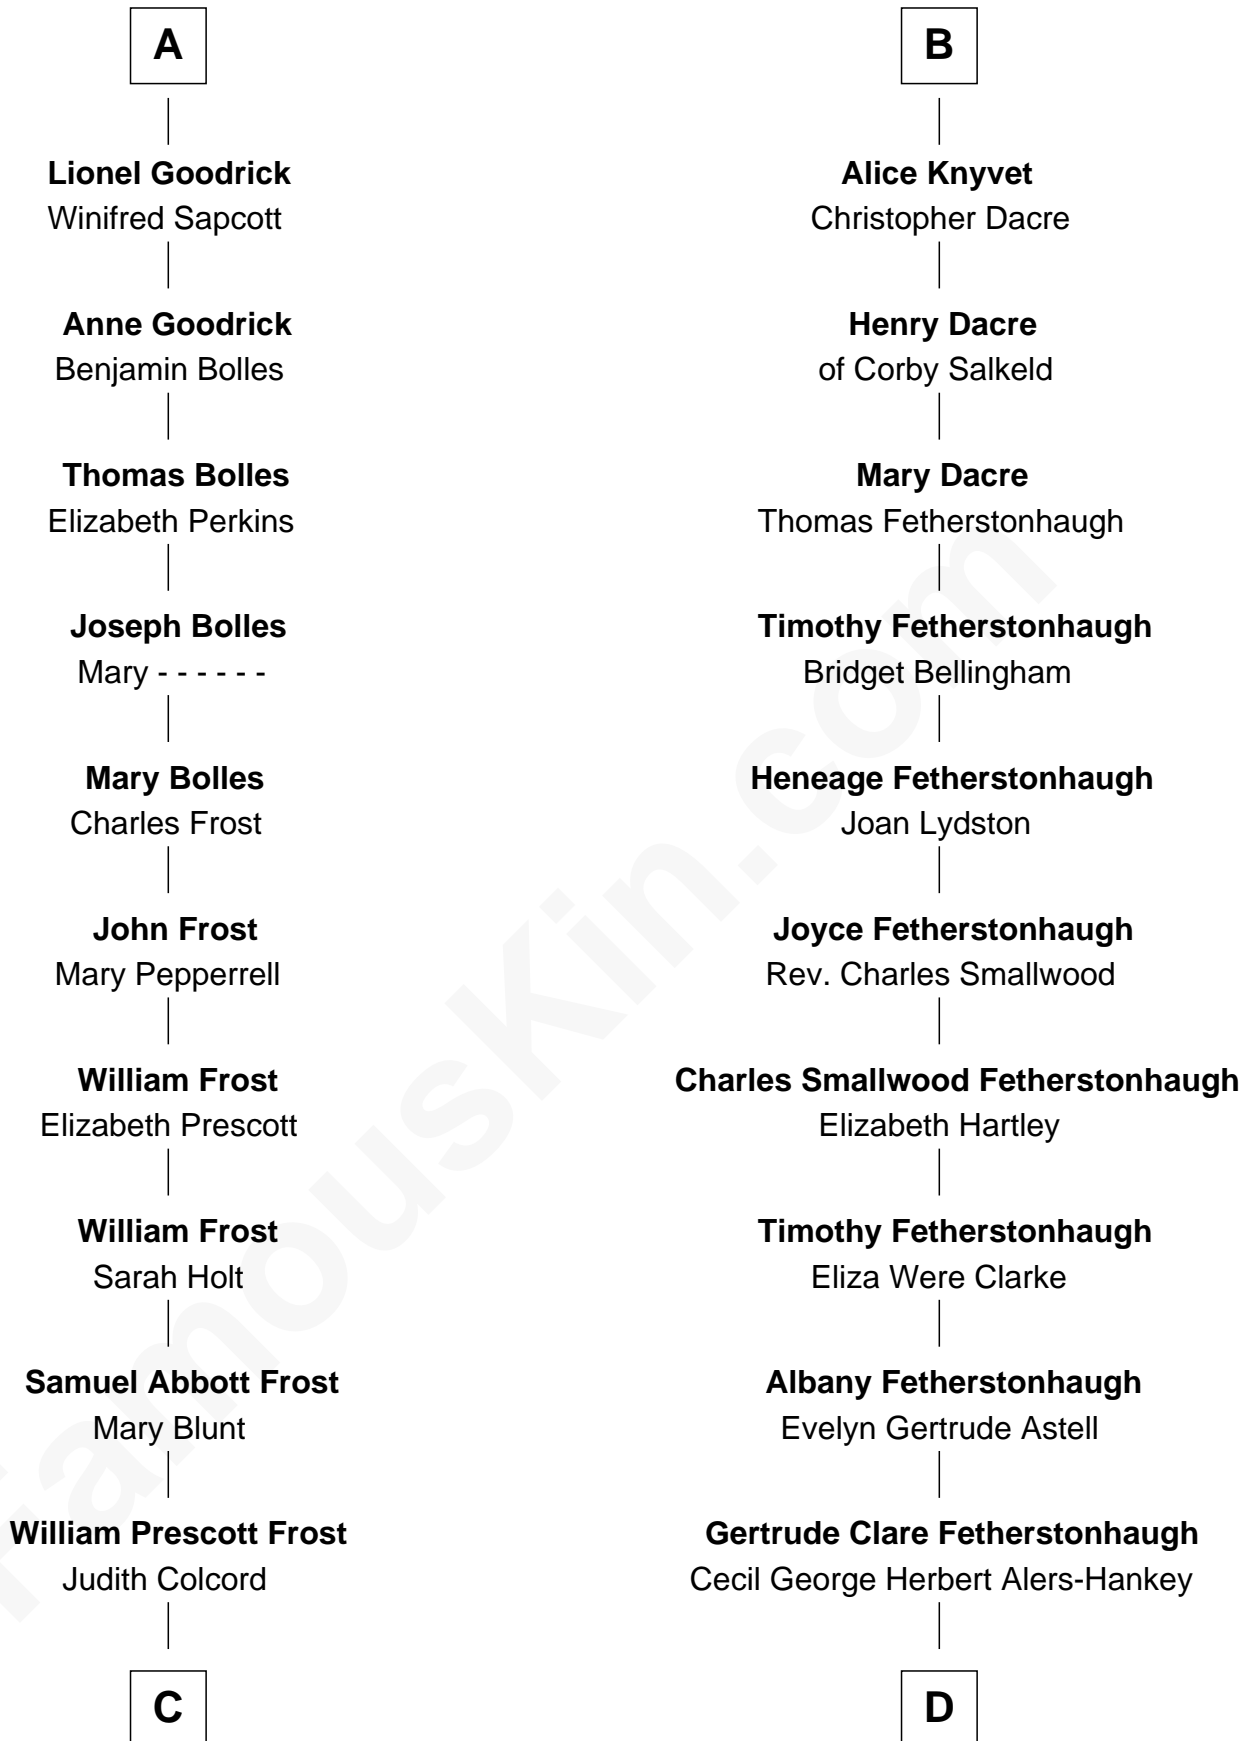 A
Lionel Goodrick
Winifred Sapcott
Anne Goodrick
Benjamin Bolles
Thomas Bolles
Elizabeth Perkins
Joseph Bolles
Mary - - - - - -
Mary Bolles
Charles Frost
John Frost
Mary Pepperrell
William Frost
Elizabeth Prescott
William Frost
Sarah Holt
Samuel Abbott Frost
Mary Blunt
William Prescott Frost
Judith Colcord
C
B
Alice Knyvet
Christopher Dacre
Henry Dacre
of Corby Salkeld
Mary Dacre
Thomas Fetherstonhaugh
Timothy Fetherstonhaugh
Bridget Bellingham
Heneage Fetherstonhaugh
Joan Lydston
Joyce Fetherstonhaugh
Rev. Charles Smallwood
Charles Smallwood Fetherstonhaugh
Elizabeth Hartley
Timothy Fetherstonhaugh
Eliza Were Clarke
Albany Fetherstonhaugh
Evelyn Gertrude Astell
Gertrude Clare Fetherstonhaugh
Cecil George Herbert Alers-Hankey
D
FamousKin.com